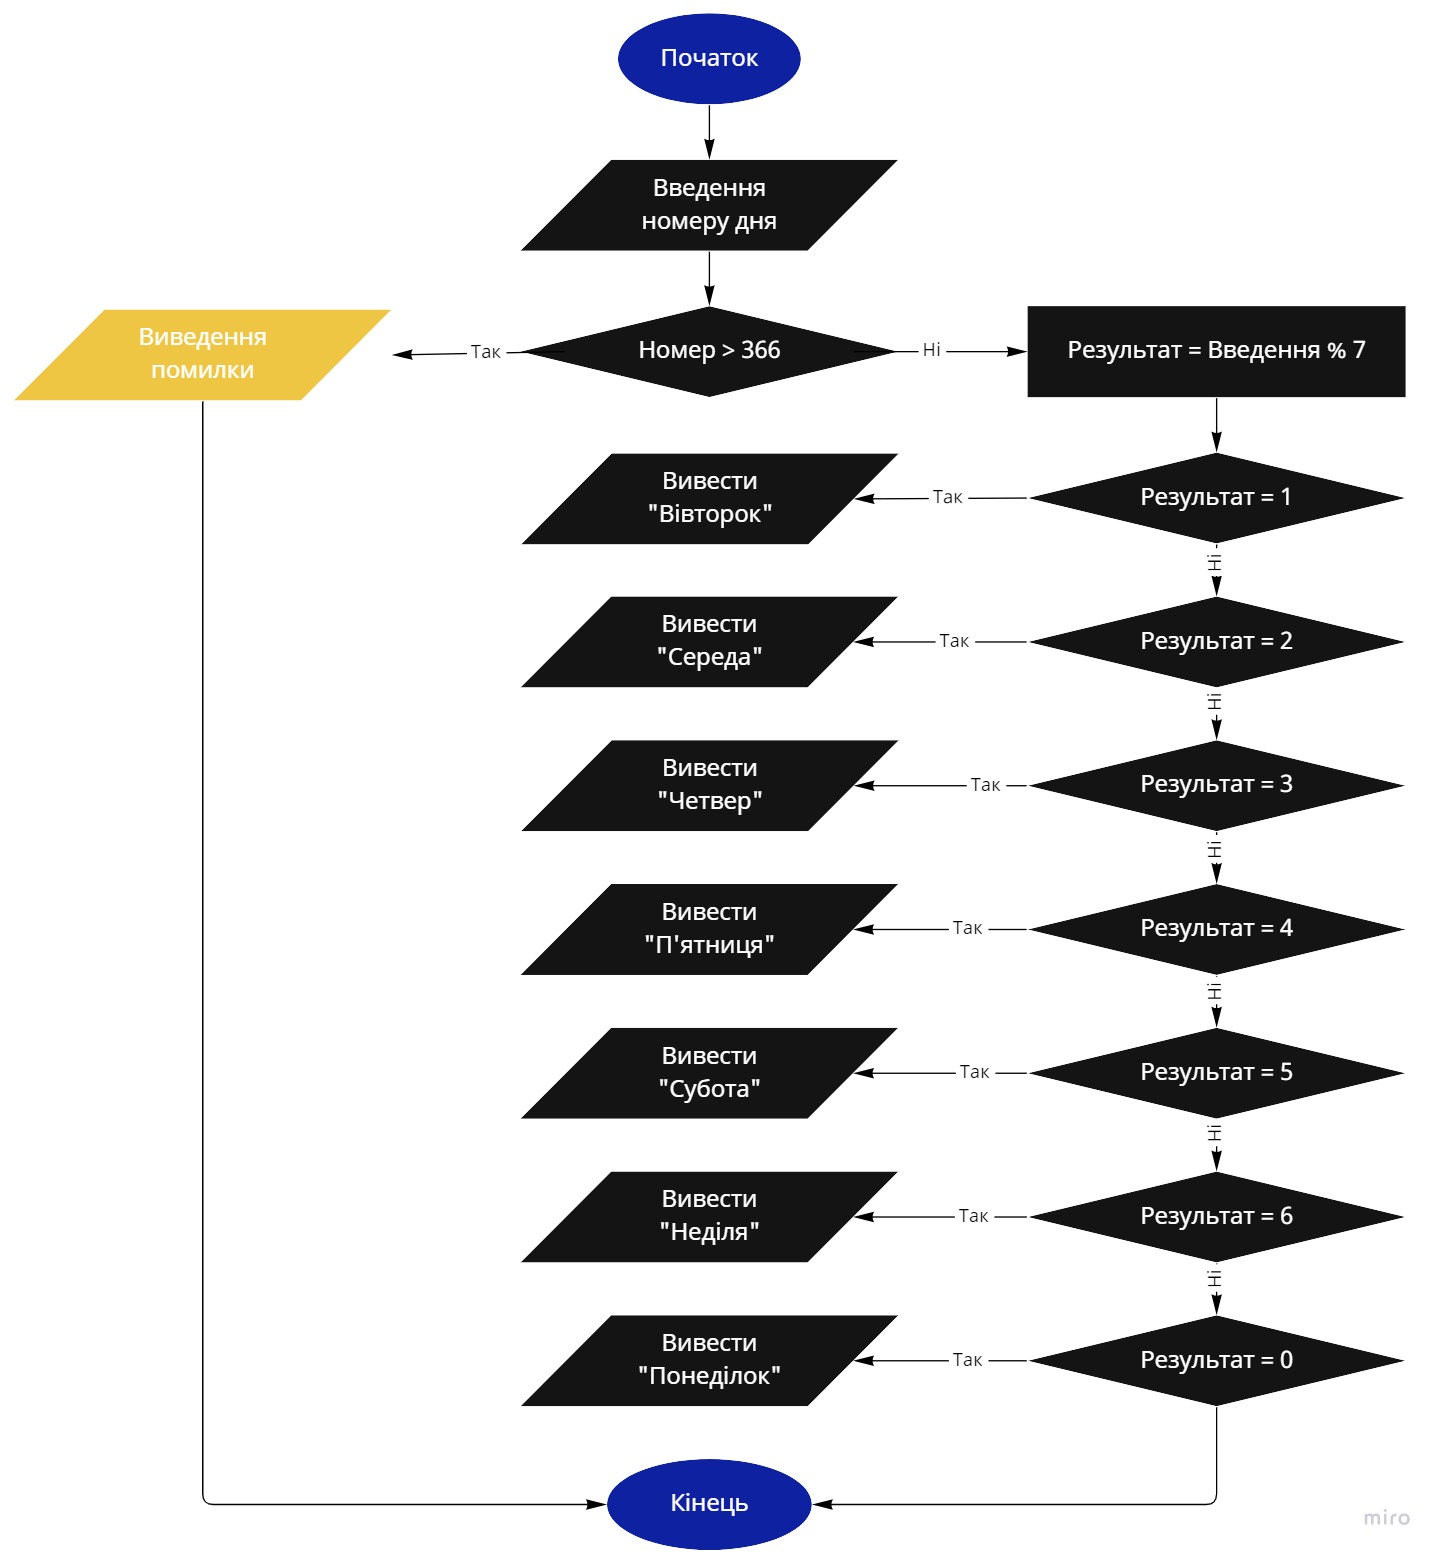 Початок
Введення
номеру дня
Виведення
помилки
Так
Номер > 366
Ні
Результат = Введення % 7
Вивести
"Вівторок"
Так
Результат = 1
Ні
Вивести
"Середа"
Так
Результат = 2
Ні
Вивести
"Четвер"
Так
Результат = 3
Ні
Вивести
"П'ятниця"
Так
Результат = 4
Ні
Вивести
"Субота"
Так
Результат = 5
Ні
Вивести
"Неділя"
Так
Результат = 6
Ні
Вивести
"Понеділок"
Так
Результат = 0
Кінець
miro